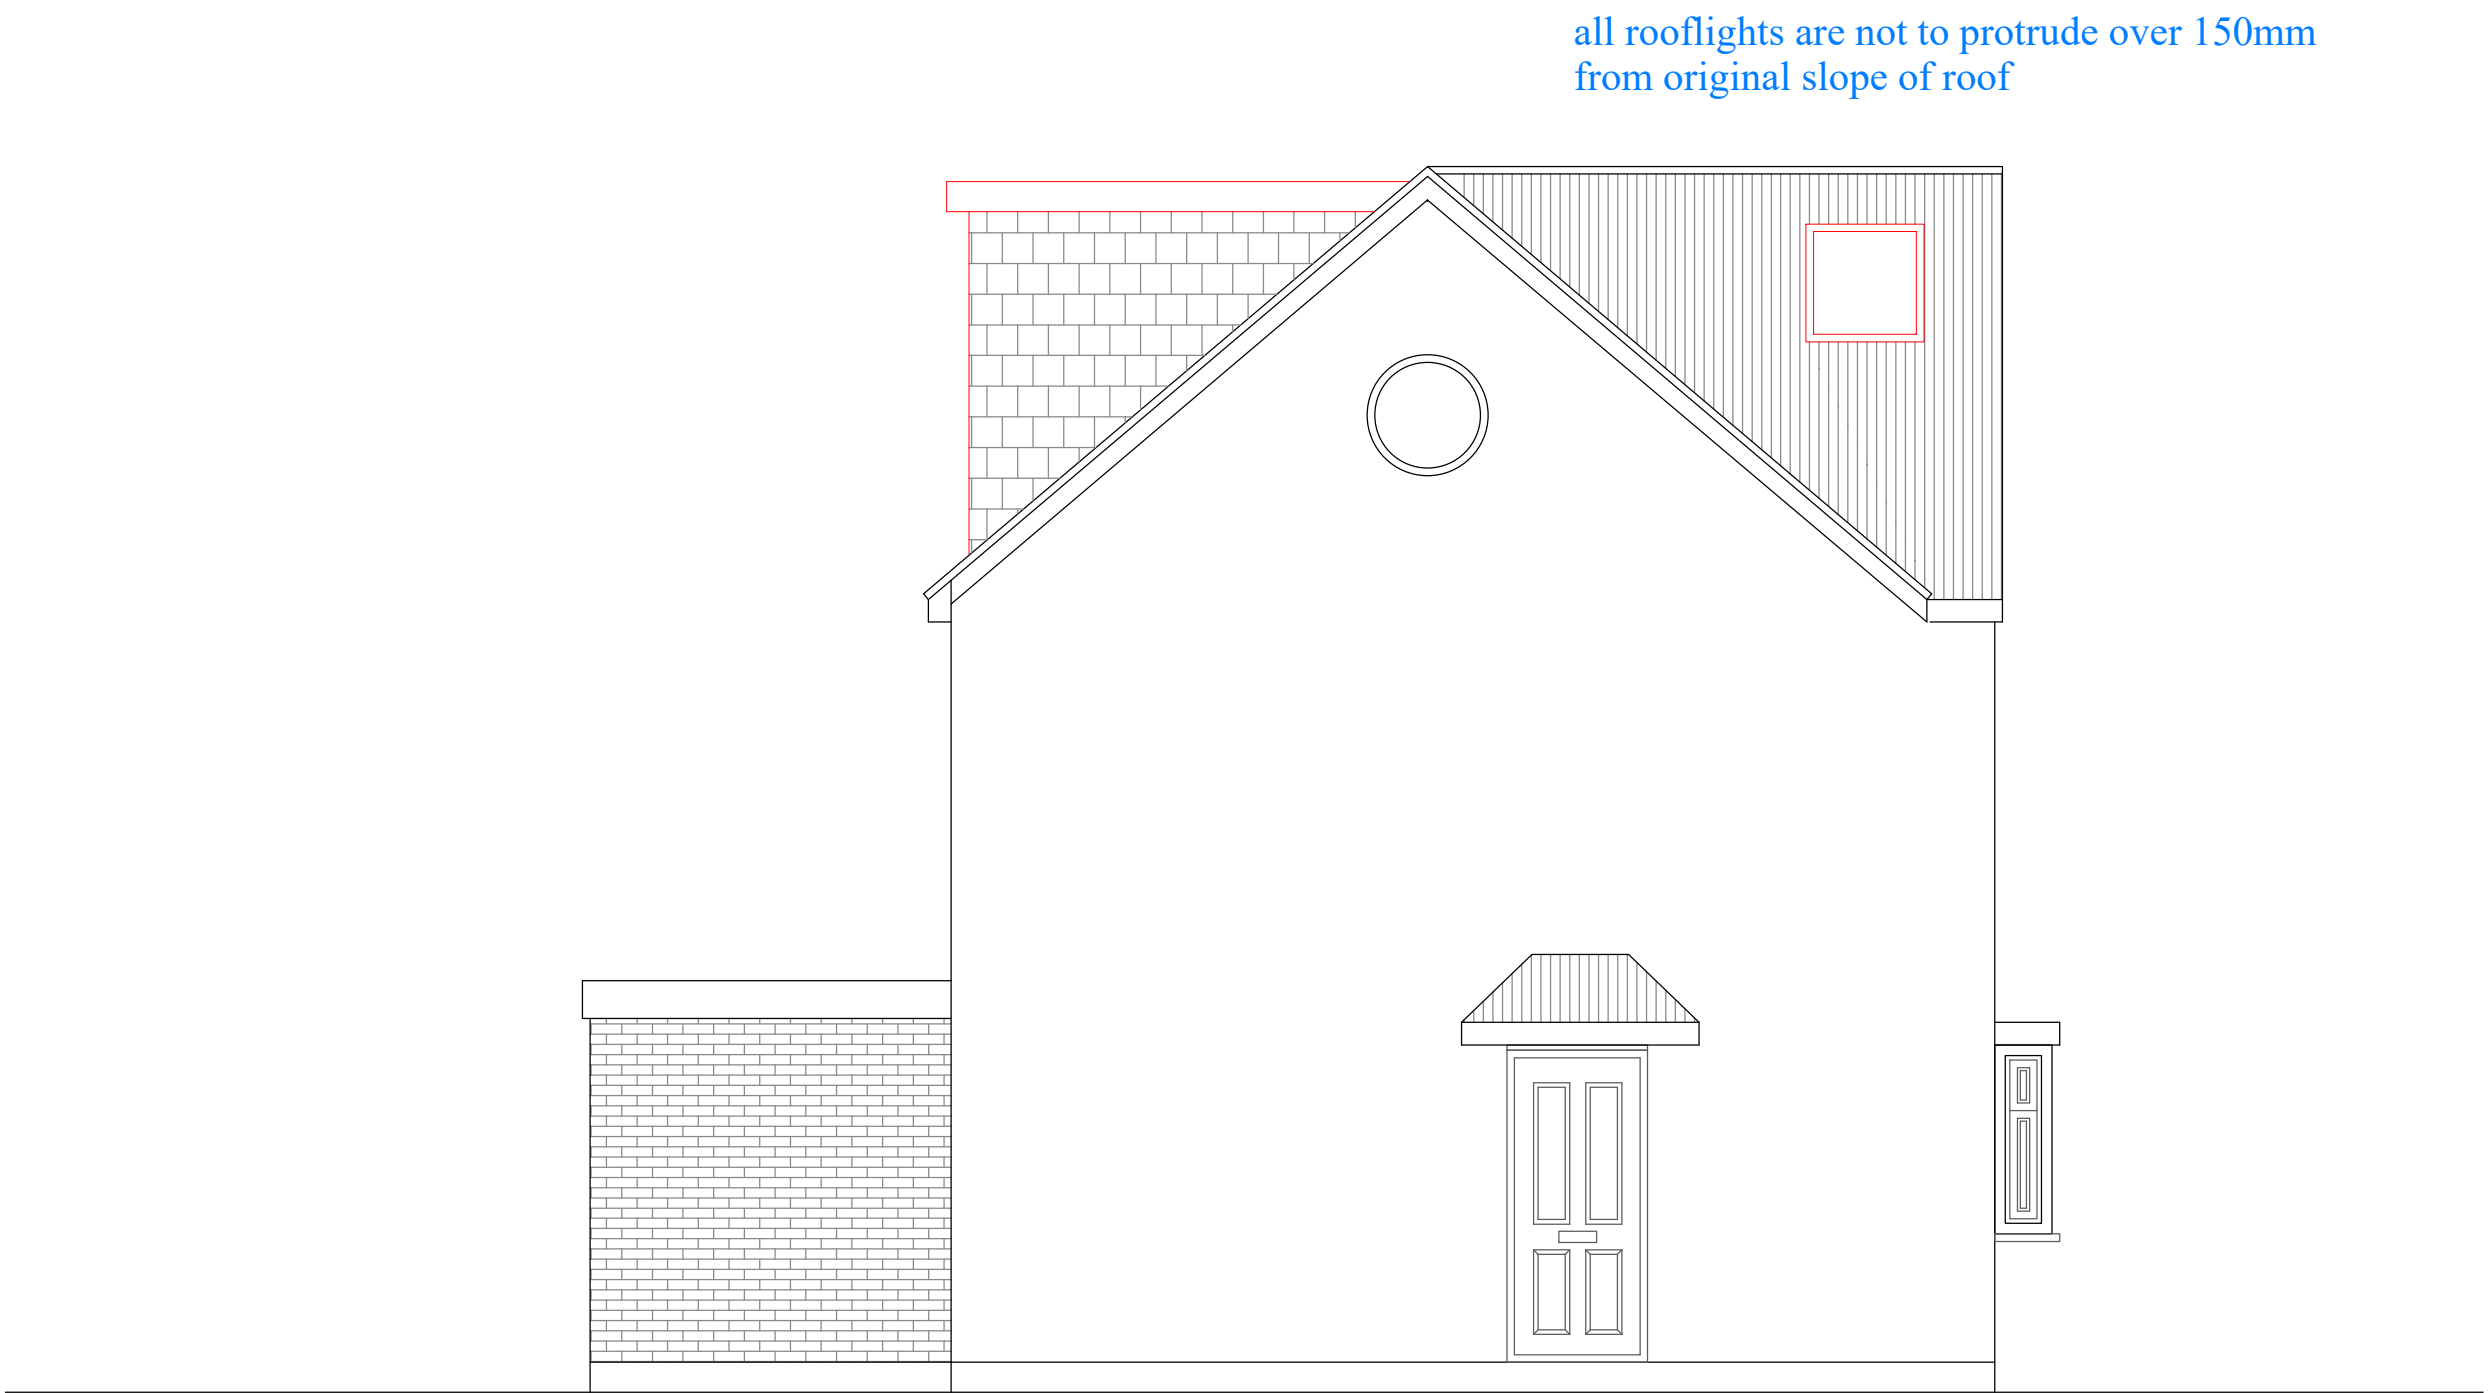 all rooflights are not to protrude over 150mm
from original slope of roof